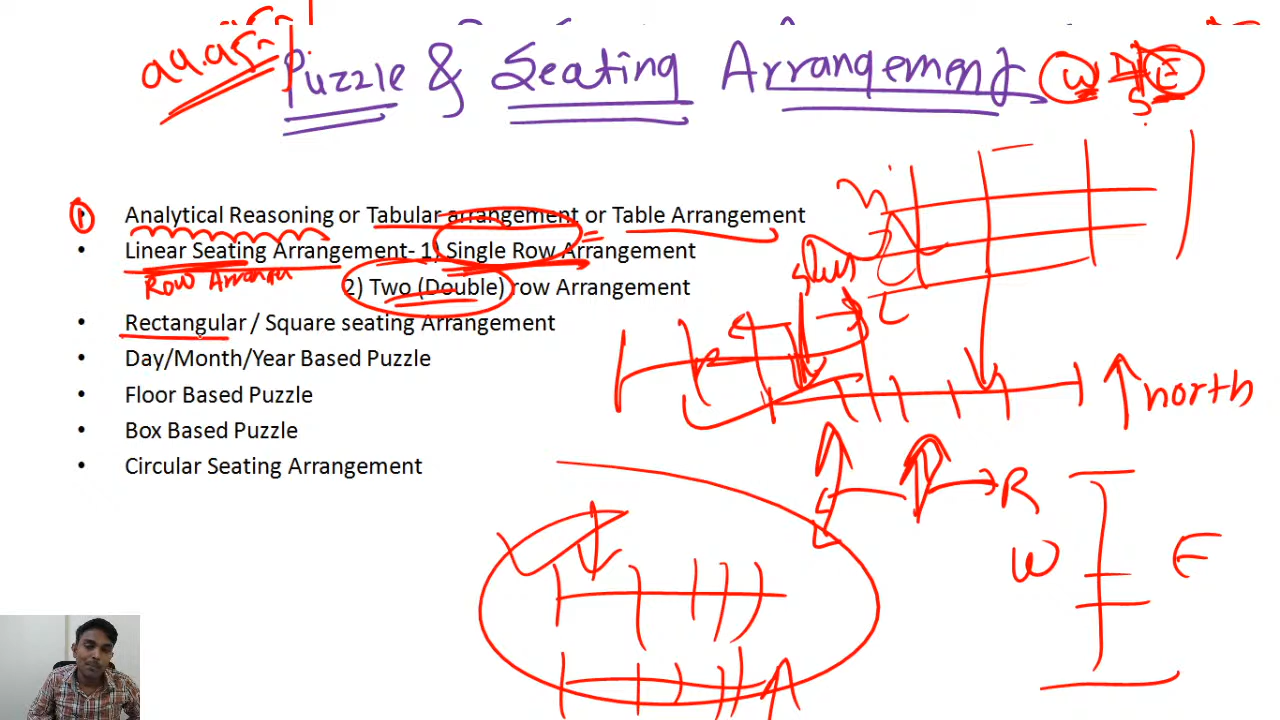 Puzzle & Seating Arrangement W E
S
① Analytical Reasoning or Tabular arrangement or Table Arrangement
• Linear Seating Arrangement- 1) Single Row Arrangement
Row Arrange
2) Two (Double) row Arrangement
• Rectangular / Square seating Arrangement
• Day/Month/Year Based Puzzle
• Floor Based Puzzle
north
• Box Based Puzzle
• Circular Seating Arrangement
R
W E